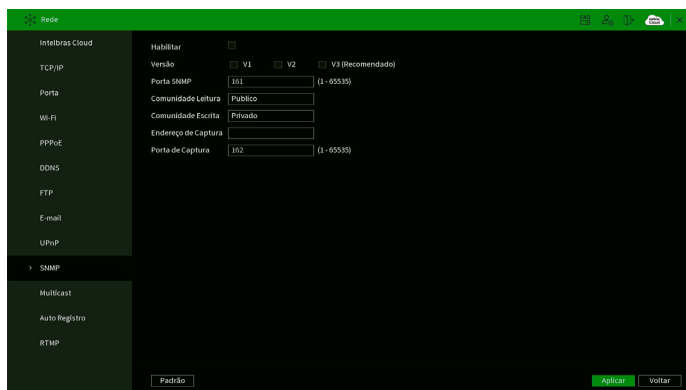 Rede
Intelbras Cloud
TCP/IP
Porta
Wi-Fi
PPPoE
DDNS
FTP
E-mail
UPnP
SNMP
Multicast
Auto Registro
RTMP
Habilitar
Versão V1 V2 V3 (Recomendado)
Porta SNMP 161 (1 - 65535)
Comunidade Leitura Publico
Comunidade Escrita Privado
Endereço de Captura
Porta de Captura 162 (1 - 65535)
Padrão Aplicar Voltar